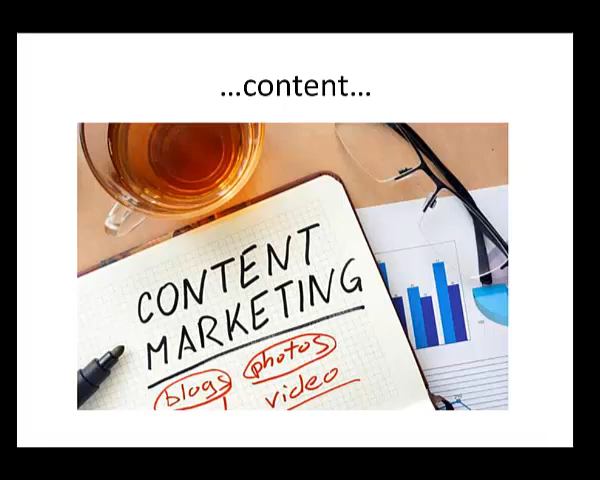 ...content...
CONTENT
MARKETING
blogs photos
video